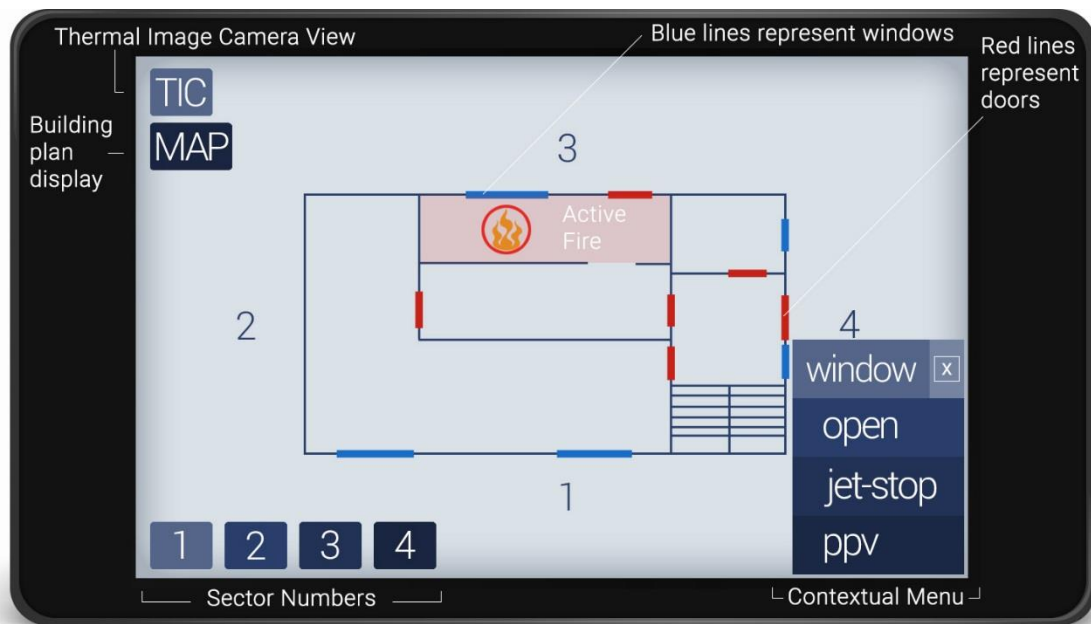 Thermal Image Camera View
Blue lines represent windows
Red lines
represent
doors
TIC
Building
plan
display
MAP
3
Active
Fire
2
4
window x
open
jet-stop
1
ppv
1 2 3 4
Sector Numbers
Contextual Menu